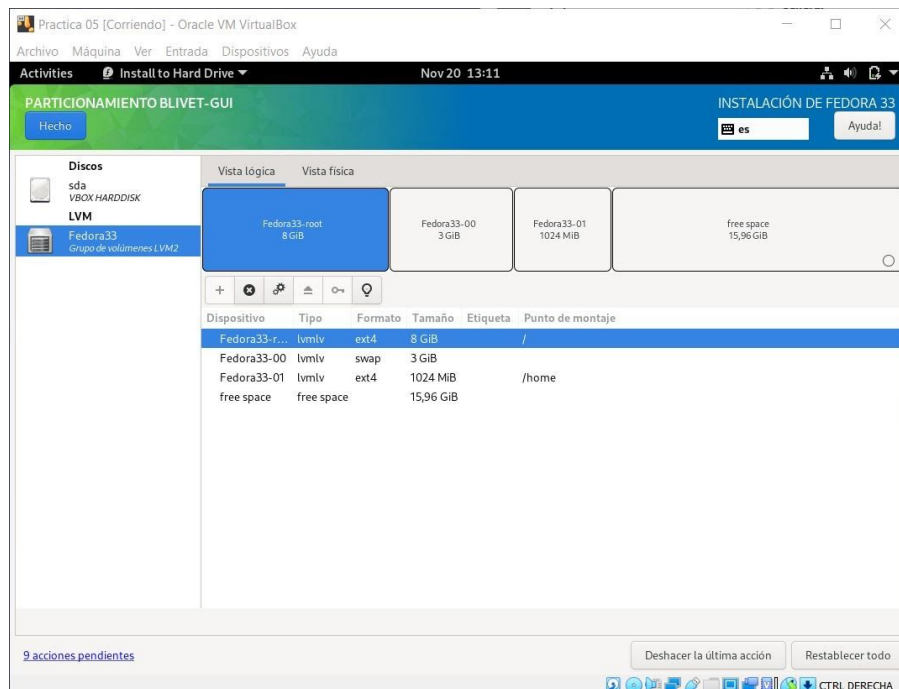 Practica 05 [Corriendo] - Oracle VM VirtualBox
Archivo Máquina Ver Entrada Dispositivos Ayuda
Activities Install to Hard Drive Nov 20 13:11
PARTICIONAMIENTO BLIVET-GUI INSTALACIÓN DE FEDORA 33
Hecho es Ayuda!
Discos
sda
VBOX HARDDISK
LVM
Fedora33
Grupo de volúmenes LVM2
Vista lógica Vista física
Fedora33-root Fedora33-00 Fedora33-01 free space
8 GiB 3 GiB 1024 MiB 15,96 GiB
Dispositivo Tipo Formato Tamaño Etiqueta Punto de montaje
Fedora33-r... lvmlv ext4 8 GiB /
Fedora33-00 lvmlv swap 3 GiB
Fedora33-01 lvmlv ext4 1024 MiB /home
free space free space 15,96 GiB
9 acciones pendientes Deshacer la última acción Restablecer todo
CTRL DERECHA